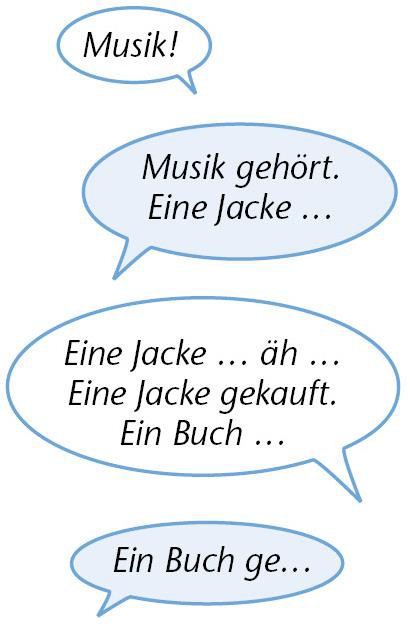 Musik!
Musik gehört.
Eine Jacke …
Eine Jacke … äh …
Eine Jacke gekauft.
Ein Buch …
Ein Buch ge…